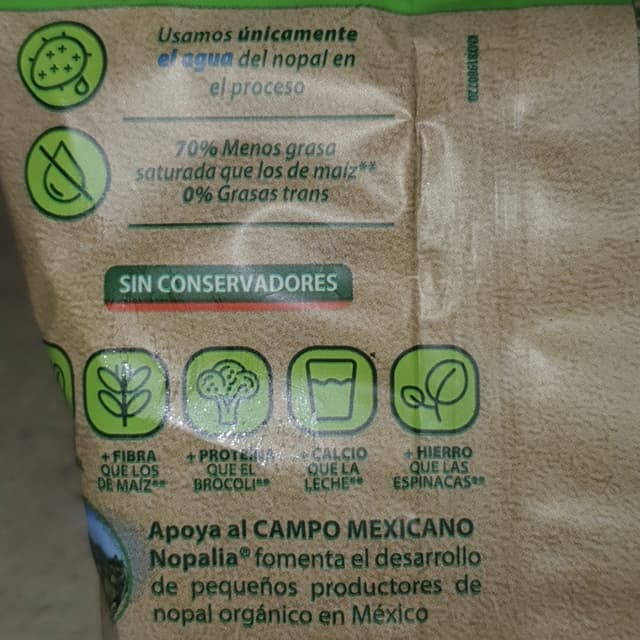 Usamos únicamente
el agua del nopal en
el proceso
70% Menos grasa
saturada que los de maíz**
0% Grasas trans
SIN CONSERVADORES
+ FIBRA
QUE LOS
DE MAÍZ**
+ PROTEÍNA
QUE EL
BRÓCOLI**
+ CALCIO
QUE LA
LECHE**
+ HIERRO
QUE LAS
ESPINACAS**
Apoya al CAMPO MEXICANO
Nopalia® fomenta el desarrollo
de pequeños productores de
nopal orgánico en México